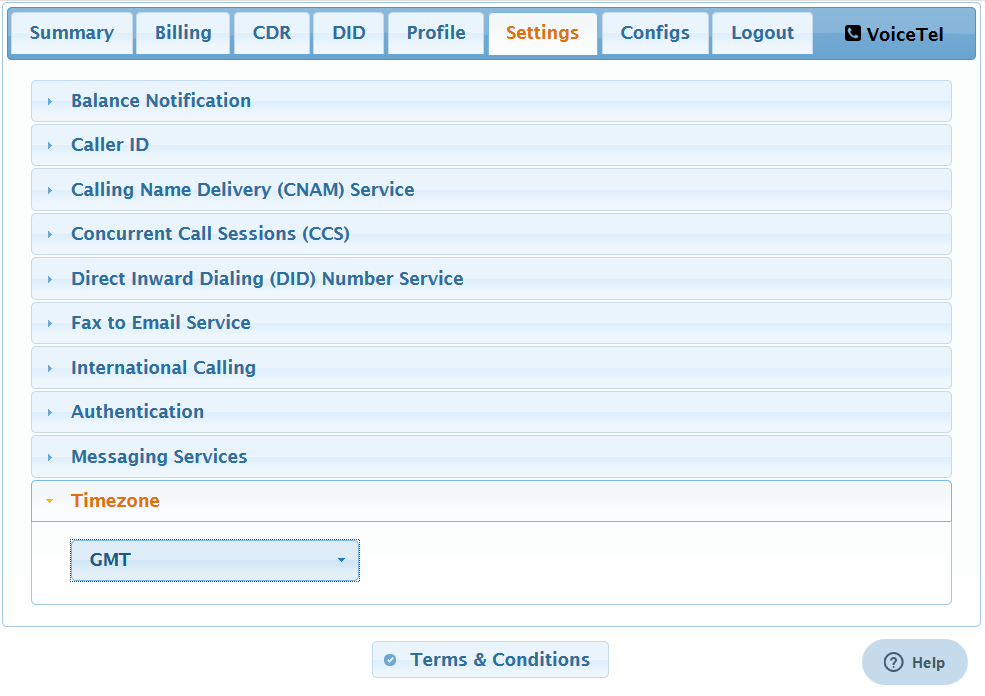 Summary Billing CDR DID Profile Settings Configs Logout VoiceTel
Balance Notification
Caller ID
Calling Name Delivery (CNAM) Service
Concurrent Call Sessions (CCS)
Direct Inward Dialing (DID) Number Service
Fax to Email Service
International Calling
Authentication
Messaging Services
Timezone
GMT
Terms & Conditions
? Help